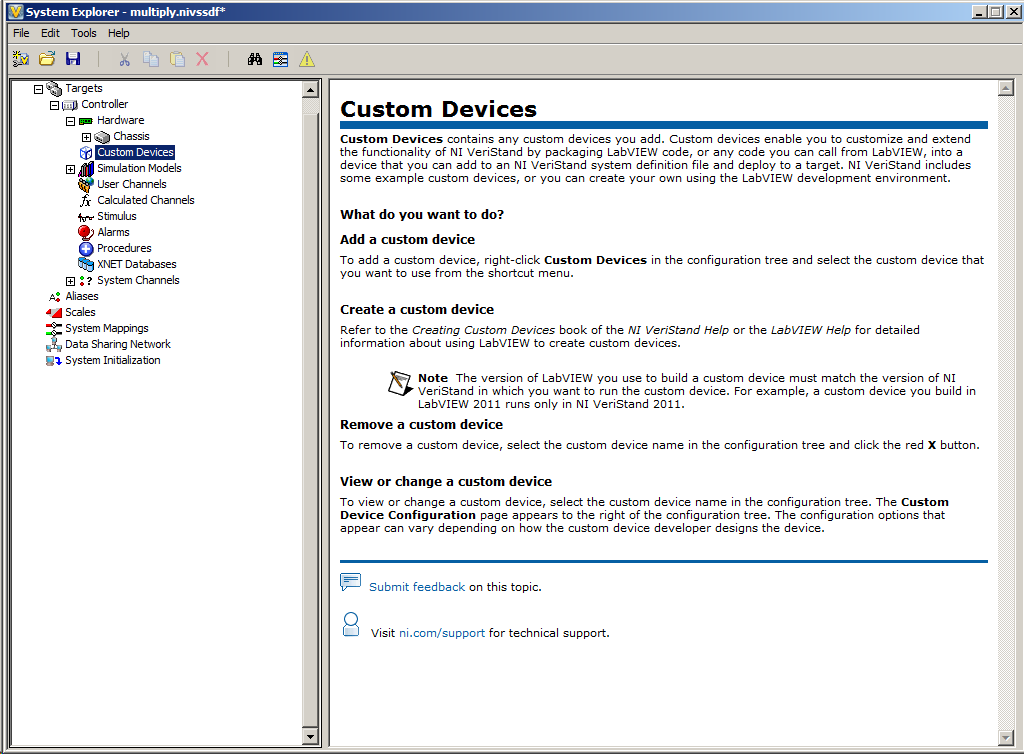 System Explorer - multiply.nivssdf*
File Edit Tools Help
Targets
Controller
Hardware
Chassis
Custom Devices
Simulation Models
User Channels
fx Calculated Channels
Stimulus
Alarms
Procedures
XNET Databases
System Channels
Aliases
Scales
System Mappings
Data Sharing Network
System Initialization
Custom Devices
Custom Devices contains any custom devices you add. Custom devices enable you to customize and extend
the functionality of NI VeriStand by packaging LabVIEW code, or any code you can call from LabVIEW, into a
device that you can add to an NI VeriStand system definition file and deploy to a target. NI VeriStand includes
some example custom devices, or you can create your own using the LabVIEW development environment.
What do you want to do?
Add a custom device
To add a custom device, right-click Custom Devices in the configuration tree and select the custom device that
you want to use from the shortcut menu.
Create a custom device
Refer to the Creating Custom Devices book of the NI VeriStand Help or the LabVIEW Help for detailed
information about using LabVIEW to create custom devices.
Note The version of LabVIEW you use to build a custom device must match the version of NI
VeriStand in which you want to run the custom device. For example, a custom device you build in
LabVIEW 2011 runs only in NI VeriStand 2011.
Remove a custom device
To remove a custom device, select the custom device name in the configuration tree and click the red X button.
View or change a custom device
To view or change a custom device, select the custom device name in the configuration tree. The Custom
Device Configuration page appears to the right of the configuration tree. The configuration options that
appear can vary depending on how the custom device developer designs the device.
Submit feedback on this topic.
Visit ni.com/support for technical support.